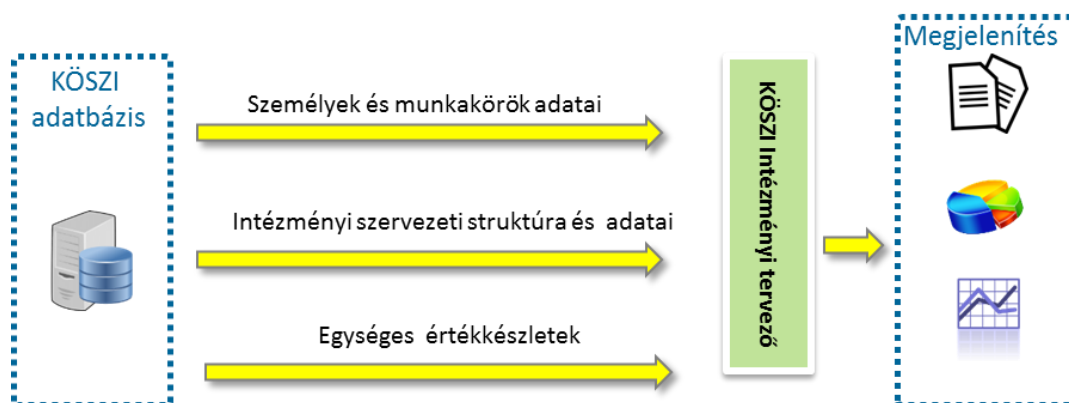 KÖSZI
adatbázis
Személyek és munkakörök adatai
Intézményi szervezeti struktúra és adatai
Egységes értékkészletek
KÖSZI Intézményi tervező
Megjelenítés